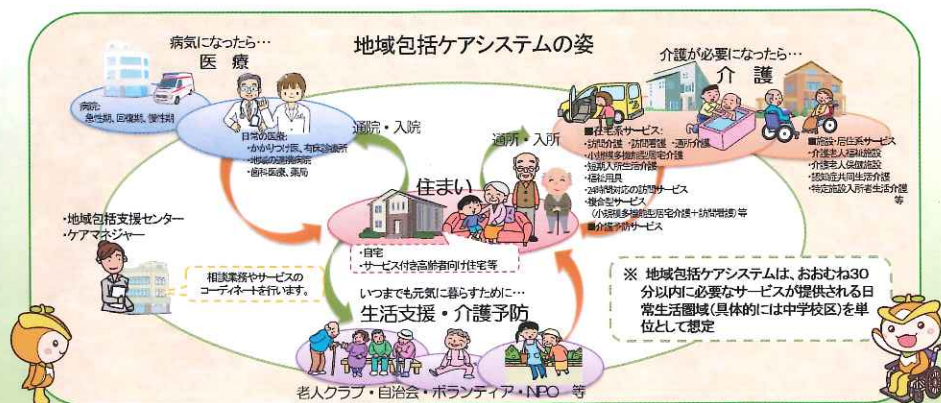 地域包括ケアシステムの姿
病気になったら…
医 療
病院:
急性期、回復期、慢性期
日常の医療:
・かかりつけ医、有床診療所
・地域の連携病院
・歯科医療、薬局
通院・入院
通所・入所
介護が必要になったら…
介 護
■在宅系サービス:
・訪問介護 ・訪問看護 ・通所介護
・小規模多機能型居宅介護
・短期入所生活介護
・福祉用具
・24時間対応の訪問サービス
・複合型サービス
(小規模多機能型居宅介護+訪問看護)等
■介護予防サービス
■施設・居住系サービス
・介護老人福祉施設
・介護老人保健施設
・認知症共同生活介護
・特定施設入所者生活介護
等
住まい
・自宅
・サービス付き高齢者向け住宅等
・地域包括支援センター
・ケアマネジャー
相談業務やサービスの
コーディネートを行います。
いつまでも元気に暮らすために…
生活支援・介護予防
老人クラブ・自治会・ボランティア・NPO 等
※ 地域包括ケアシステムは、おおむね30
分以内に必要なサービスが提供される日
常生活圏域(具体的には中学校区)を単
位として想定